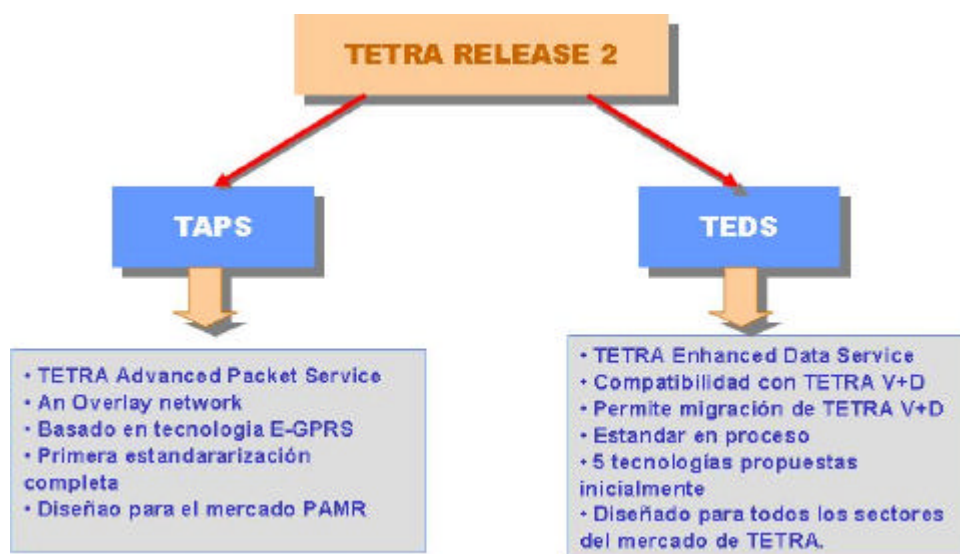 TETRA RELEASE 2
TAPS
TEDS
• TETRA Advanced Packet Service
• An Overlay network
• Basado en tecnologia E-GPRS
• Primera estandararización
completa
• Diseñao para el mercado PAMR
• TETRA Enhanced Data Service
• Compatibilidad con TETRA V+D
• Permite migración de TETRA V+D
• Estandar en proceso
• 5 tecnologías propuestas
inicialmente
• Diseñado para todos los sectores
del mercado de TETRA.